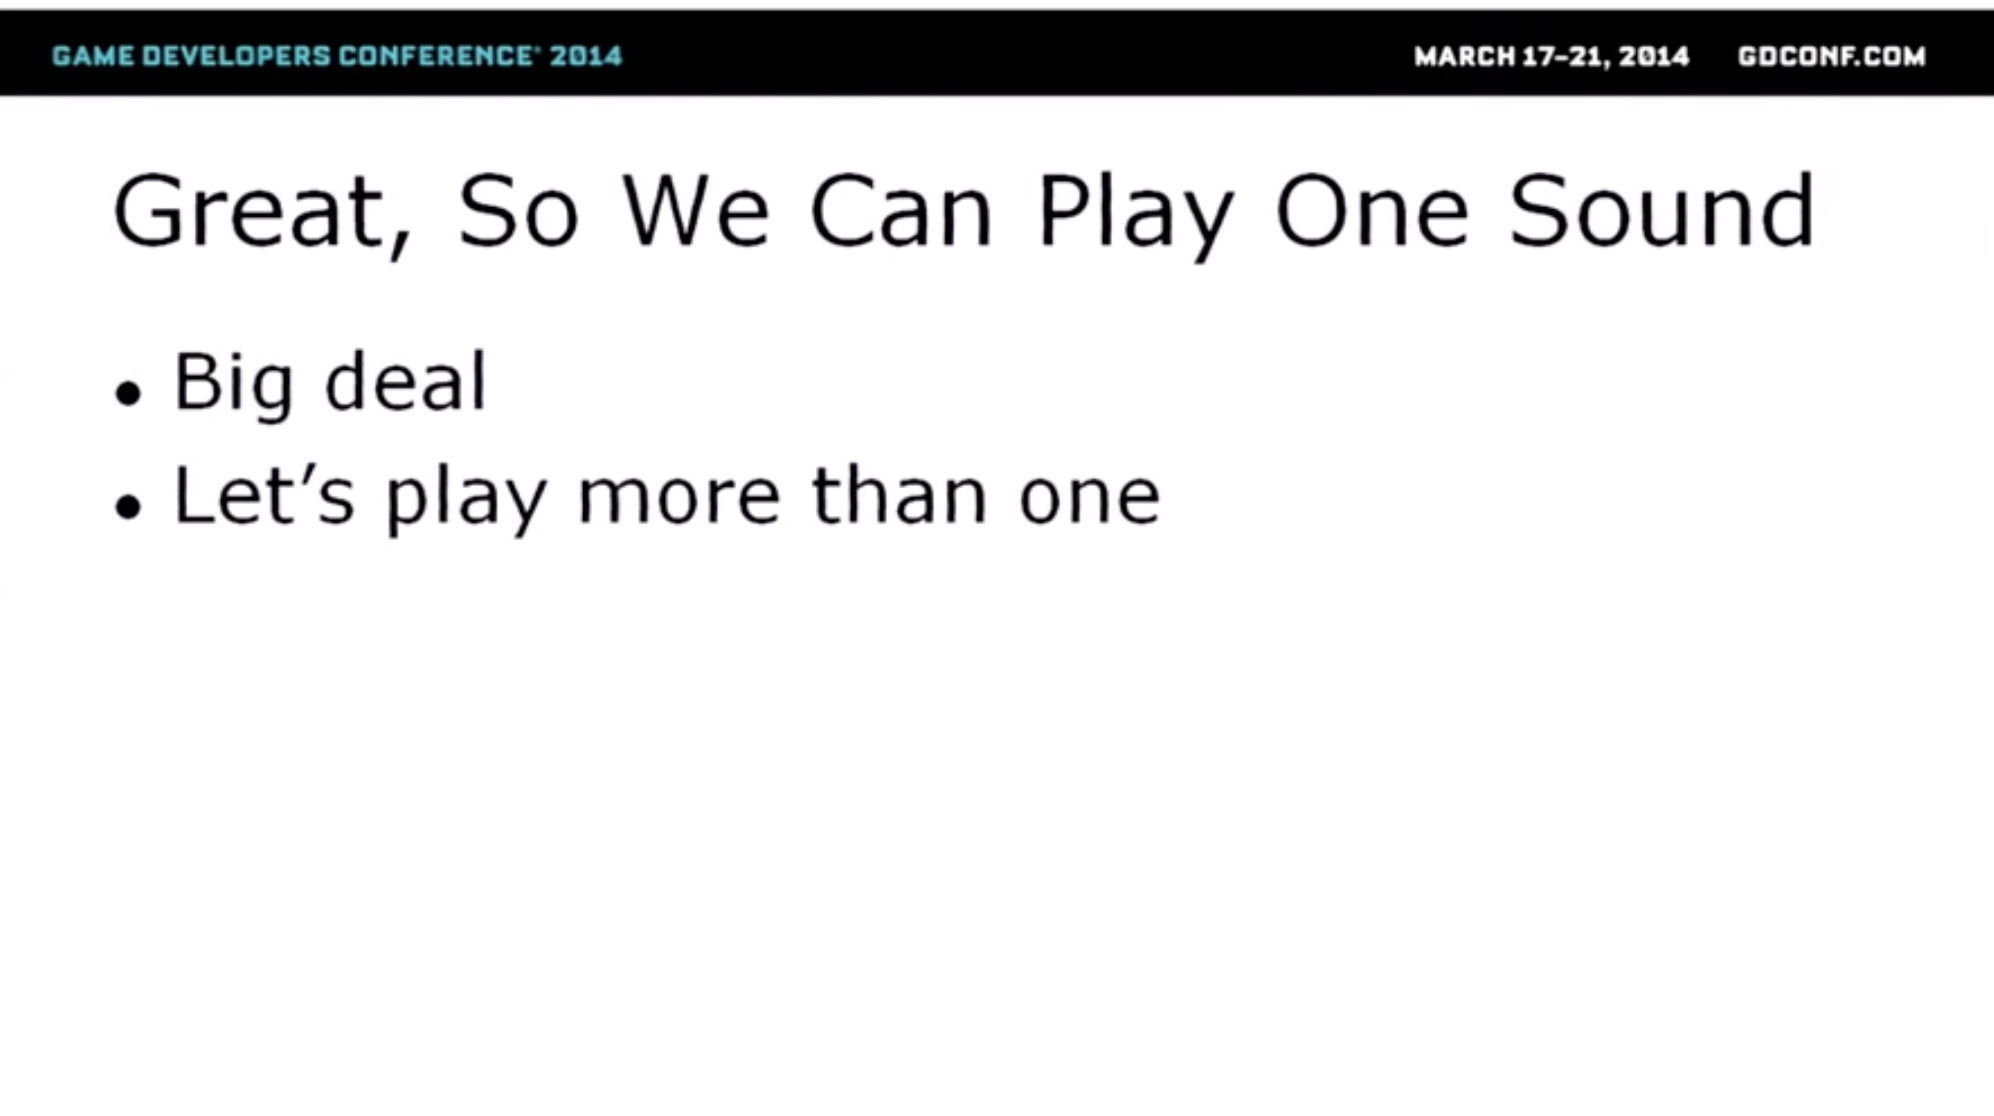 GAME DEVELOPERS CONFERENCE® 2014
MARCH 17–21, 2014 GDCONF.COM
Great, So We Can Play One Sound
• Big deal
• Let’s play more than one